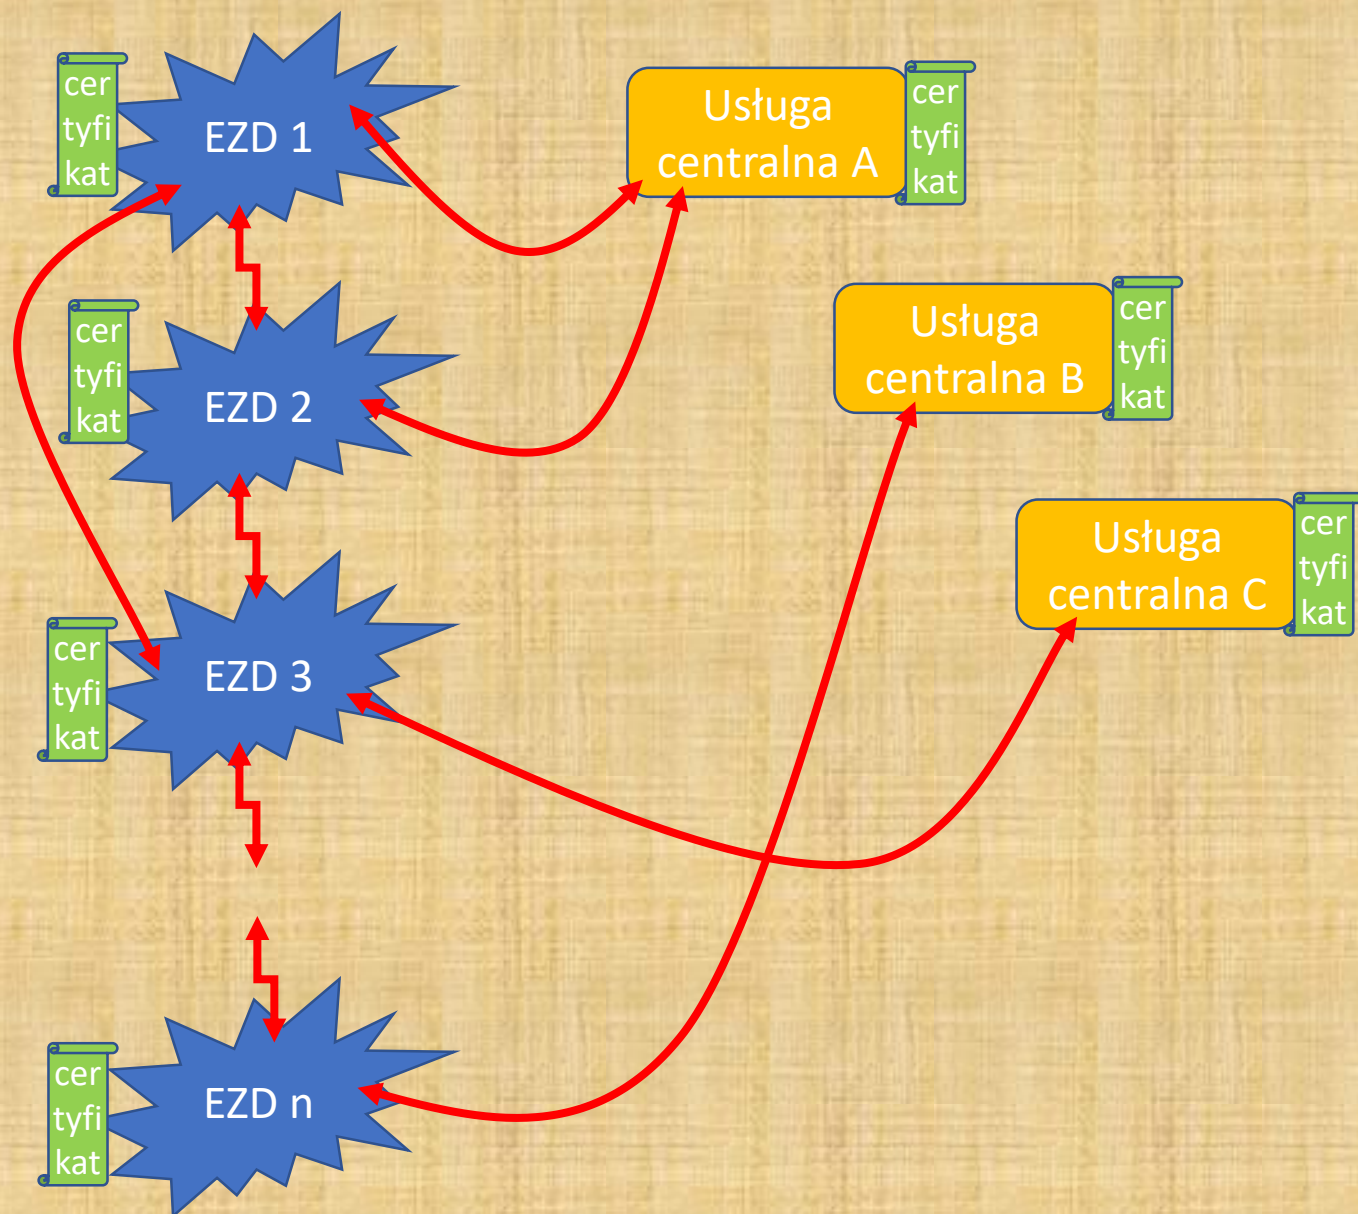 cer
tyfi
kat
EZD 1
Usługa
centralna A
cer
tyfi
kat
cer
tyfi
kat
EZD 2
Usługa
centralna B
cer
tyfi
kat
Usługa
centralna C
cer
tyfi
kat
cer
tyfi
kat
EZD 3
cer
tyfi
kat
EZD n